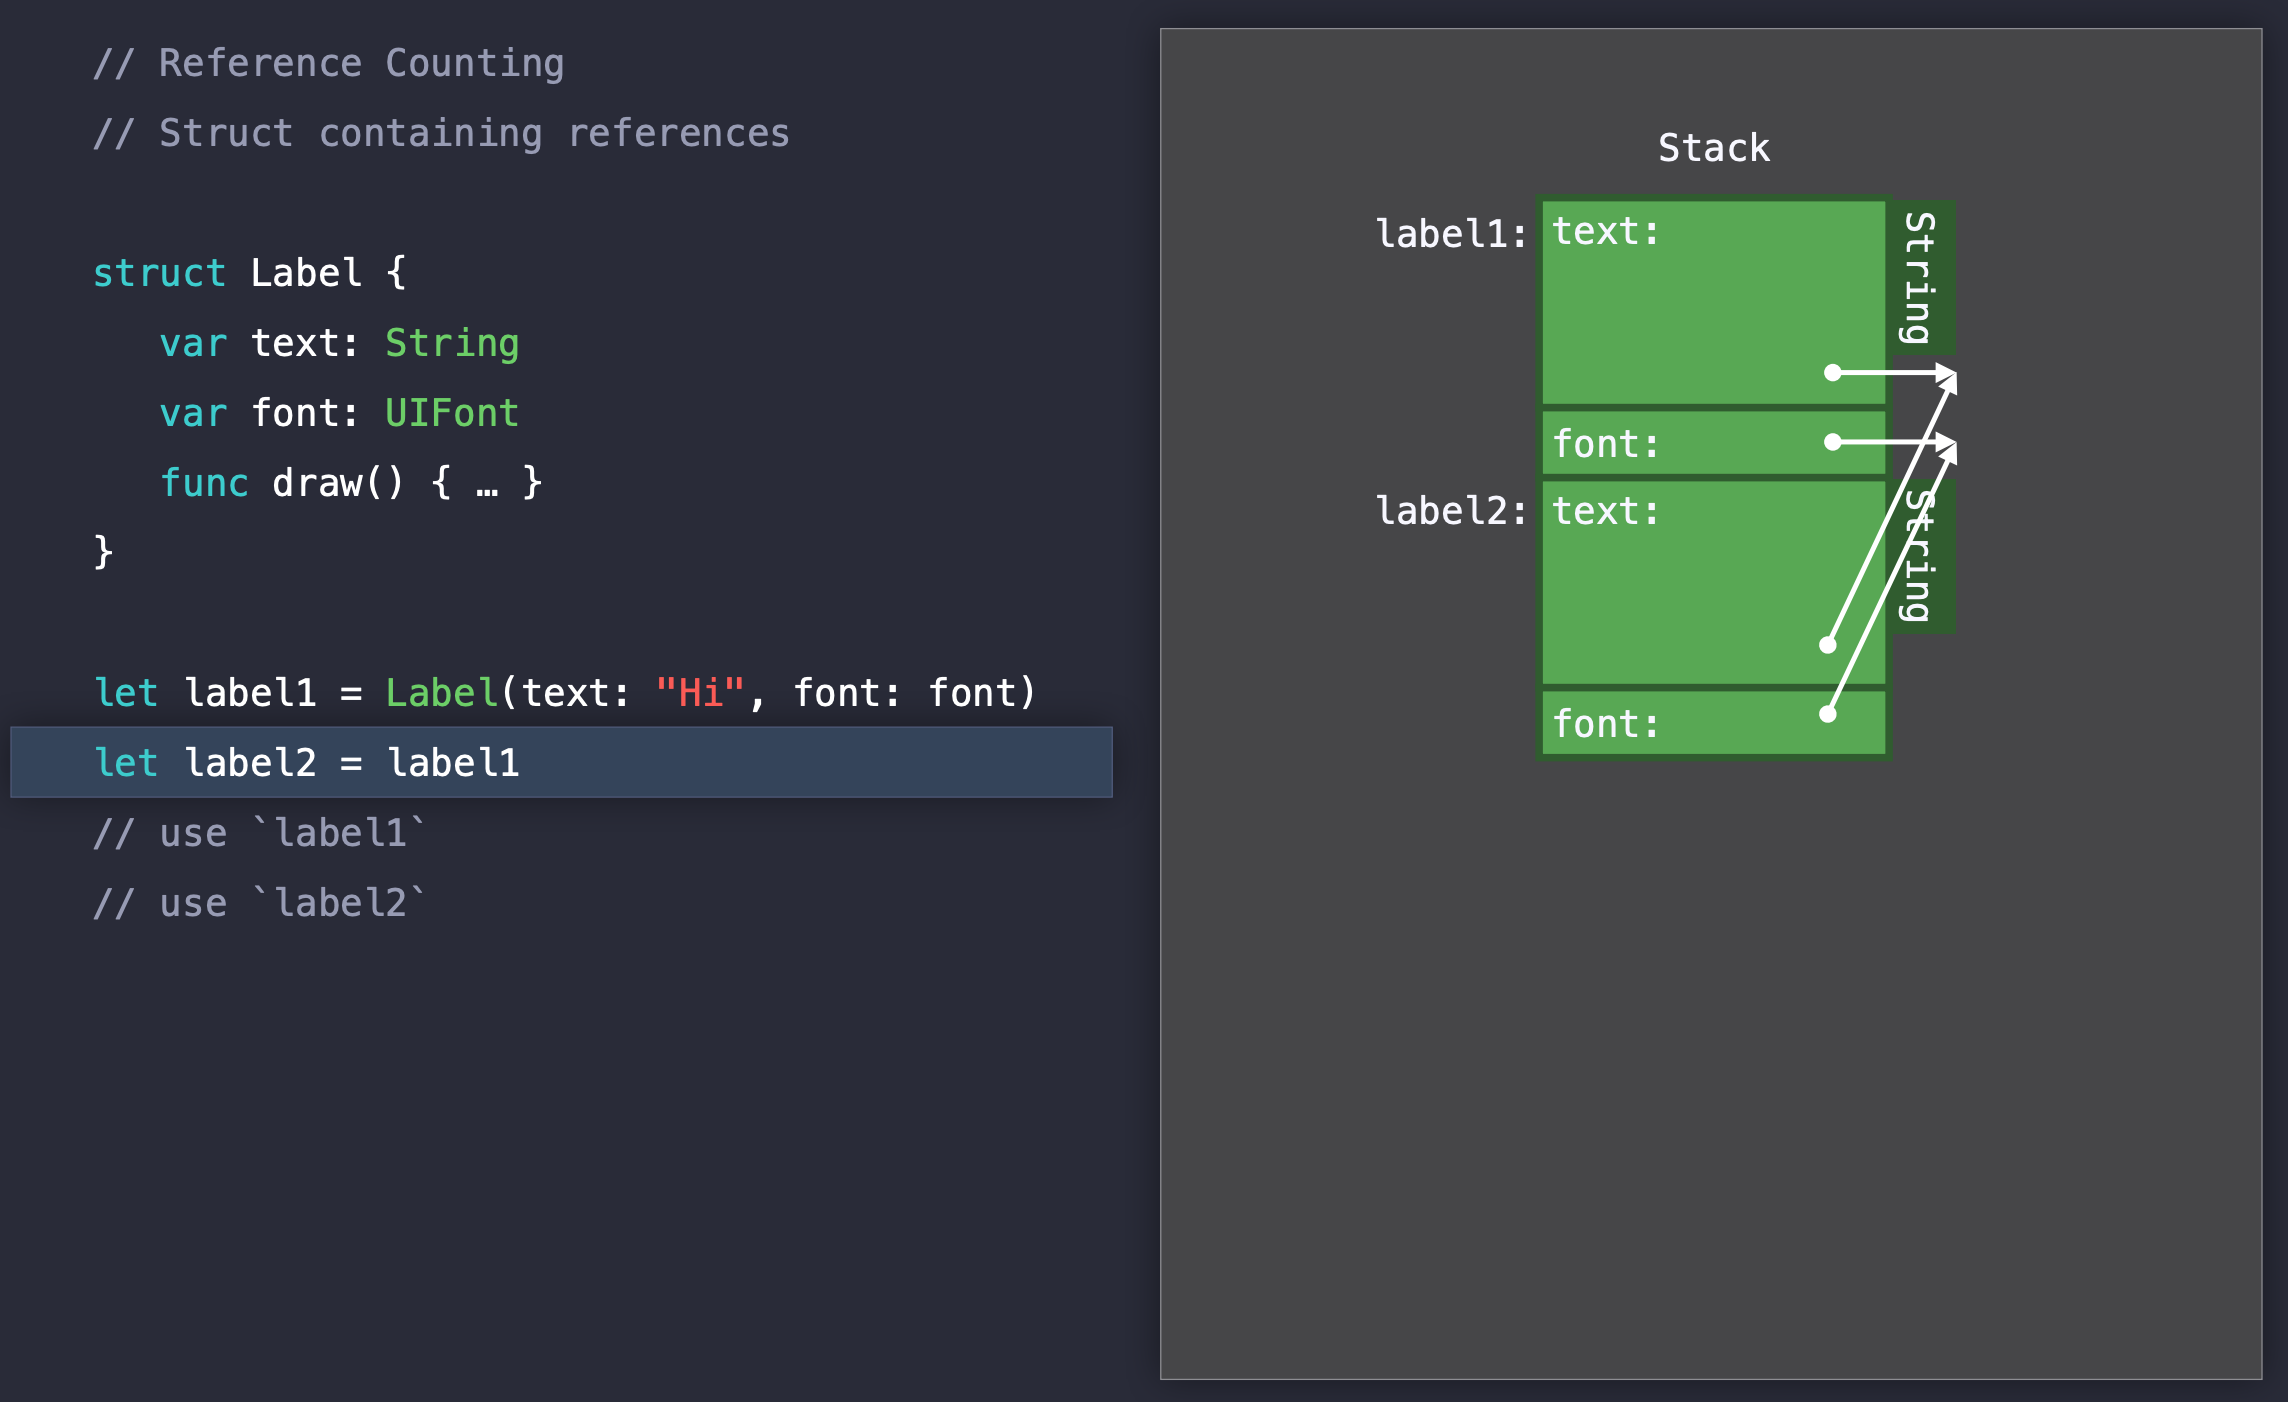 // Reference Counting
// Struct containing references
struct Label {
var text: String
var font: UIFont
func draw() { … }
}
let label1 = Label(text: "Hi", font: font)
let label2 = label1
// use `label1`
// use `label2`
Stack
label1:
text:
String
font:
label2:
text:
String
font: